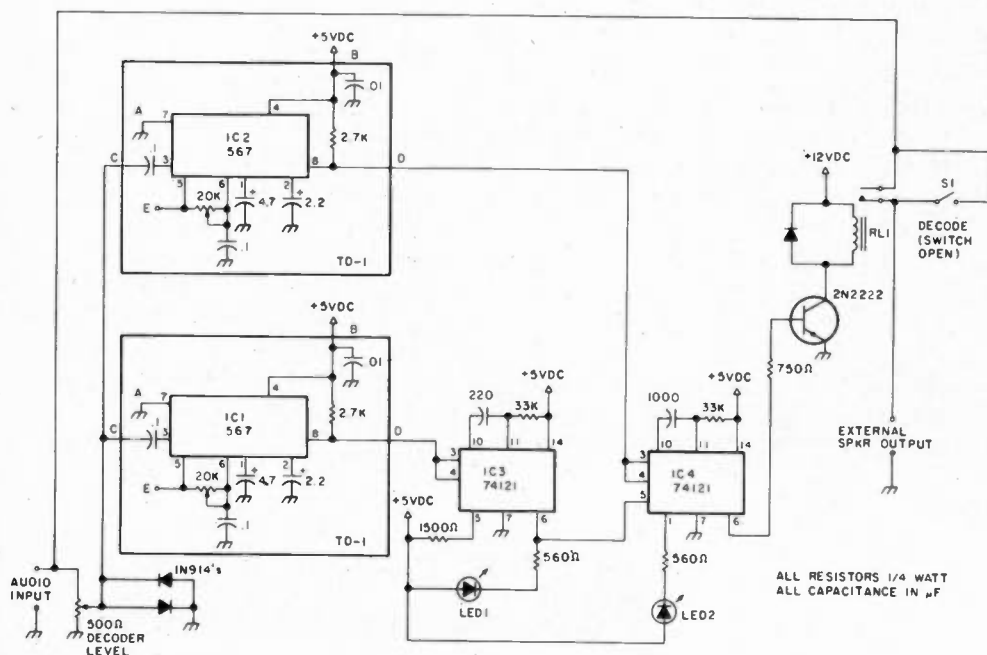 +5VDC
B
.01
4
A
7
IC2
567
2.7K
C
.1
3
8
D
5
6
1
2
20K
+
4.7
+
2.2
E
.1
TD-1
+5VDC
B
.01
4
A
7
IC1
567
2.7K
C
.1
3
8
D
5
6
1
2
20K
+
4.7
+
2.2
E
.1
TD-1
+12VDC
RL1
S1
DECODE
(SWITCH
OPEN)
2N2222
750Ω
+5VDC
220
33K
10
11
14
3
4
IC3
74121
5
7
6
+5VDC
1500Ω
560Ω
LED1
+5VDC
1000
33K
10
11
14
3
4
5
IC4
74121
1
7
6
560Ω
LED2
EXTERNAL
SPKR OUTPUT
AUDIO
INPUT
1N914's
500Ω
DECODER
LEVEL
ALL RESISTORS 1/4 WATT
ALL CAPACITANCE IN µF